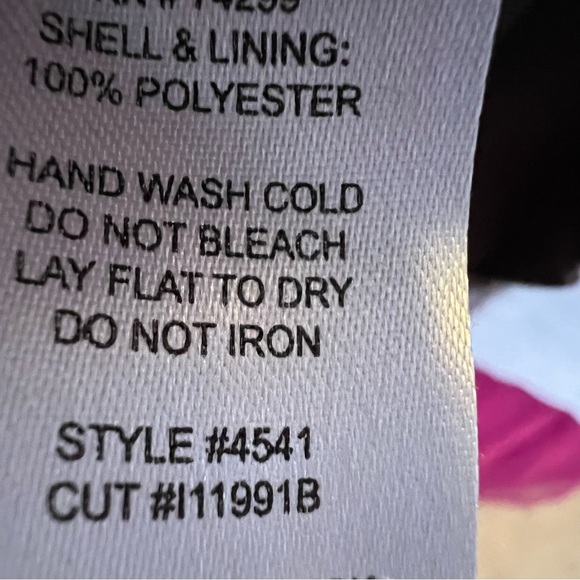 SHELL & LINING:
100% POLYESTER
HAND WASH COLD
DO NOT BLEACH
LAY FLAT TO DRY
DO NOT IRON
STYLE #4541
CUT #I11991B